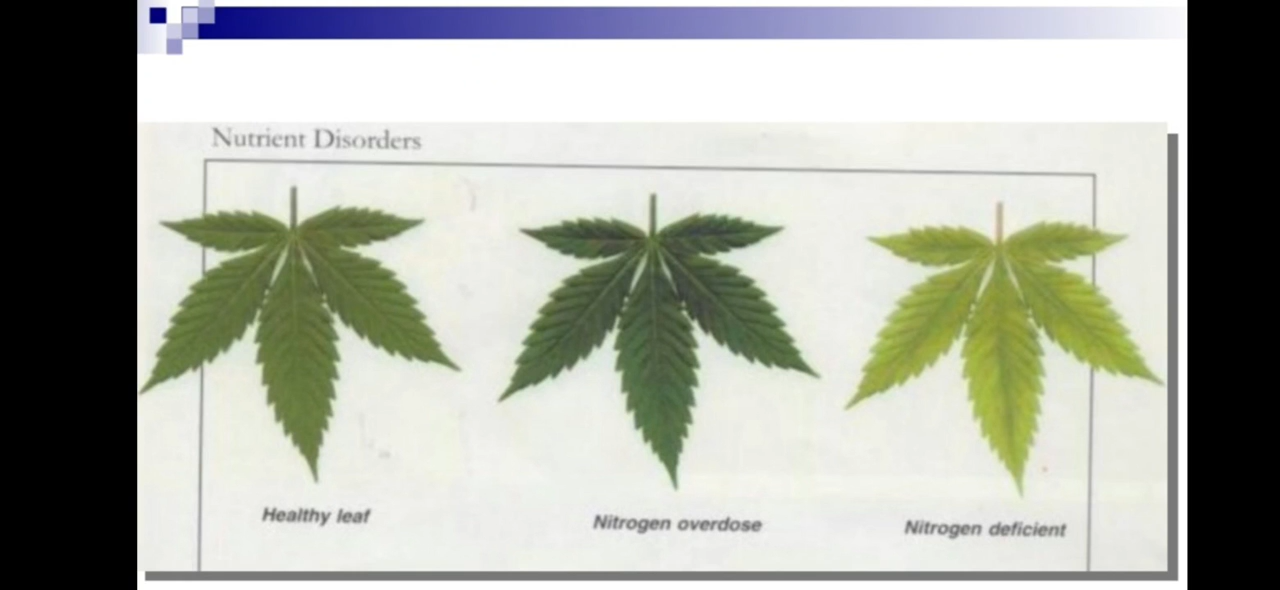 Nutrient Disorders
Healthy leaf
Nitrogen overdose
Nitrogen deficient